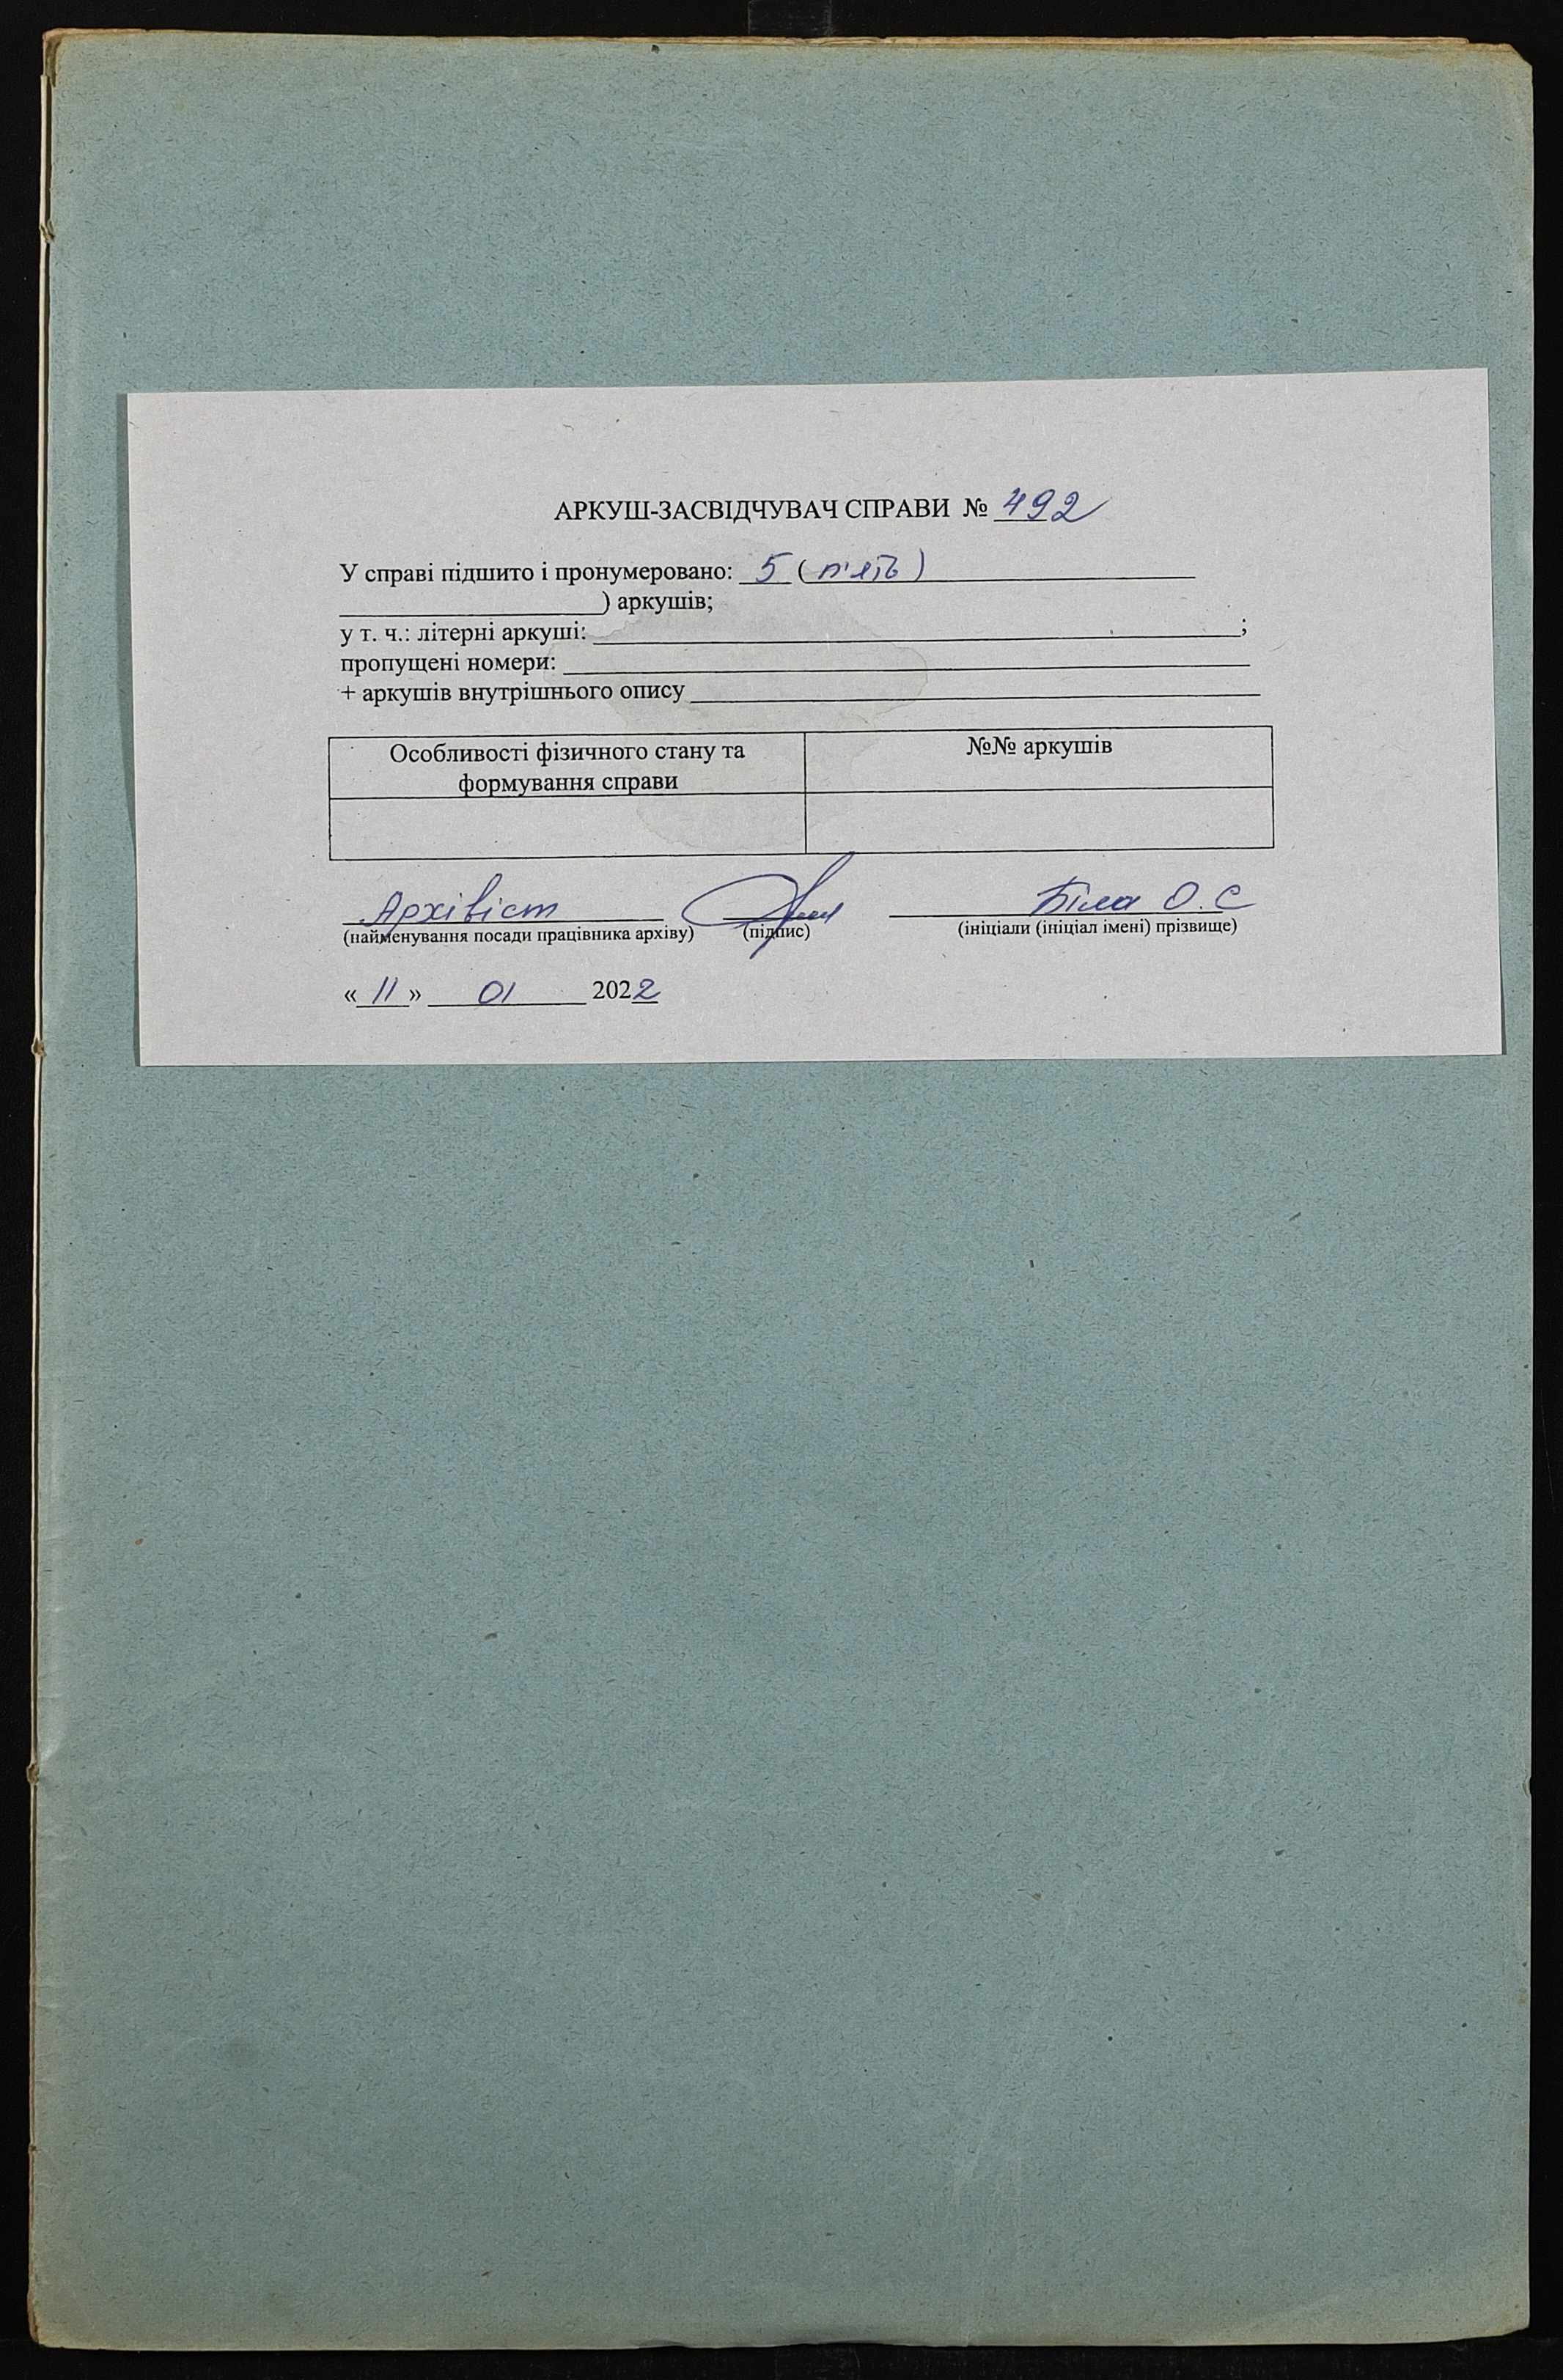 АРКУШ-ЗАСВІДЧУВАЧ СПРАВИ № 492
У справі підшито і пронумеровано: 5 ( п'ять )
) аркушів;
у т. ч.: літерні аркуші: ;
пропущені номери:
+ аркушів внутрішнього опису
Особливості фізичного стану та формування справи №№ аркушів
Архівіст Біла О.С
(найменування посади працівника архіву) (підпис) (ініціали (ініціал імені) прізвище)
« 11 » 01 2022